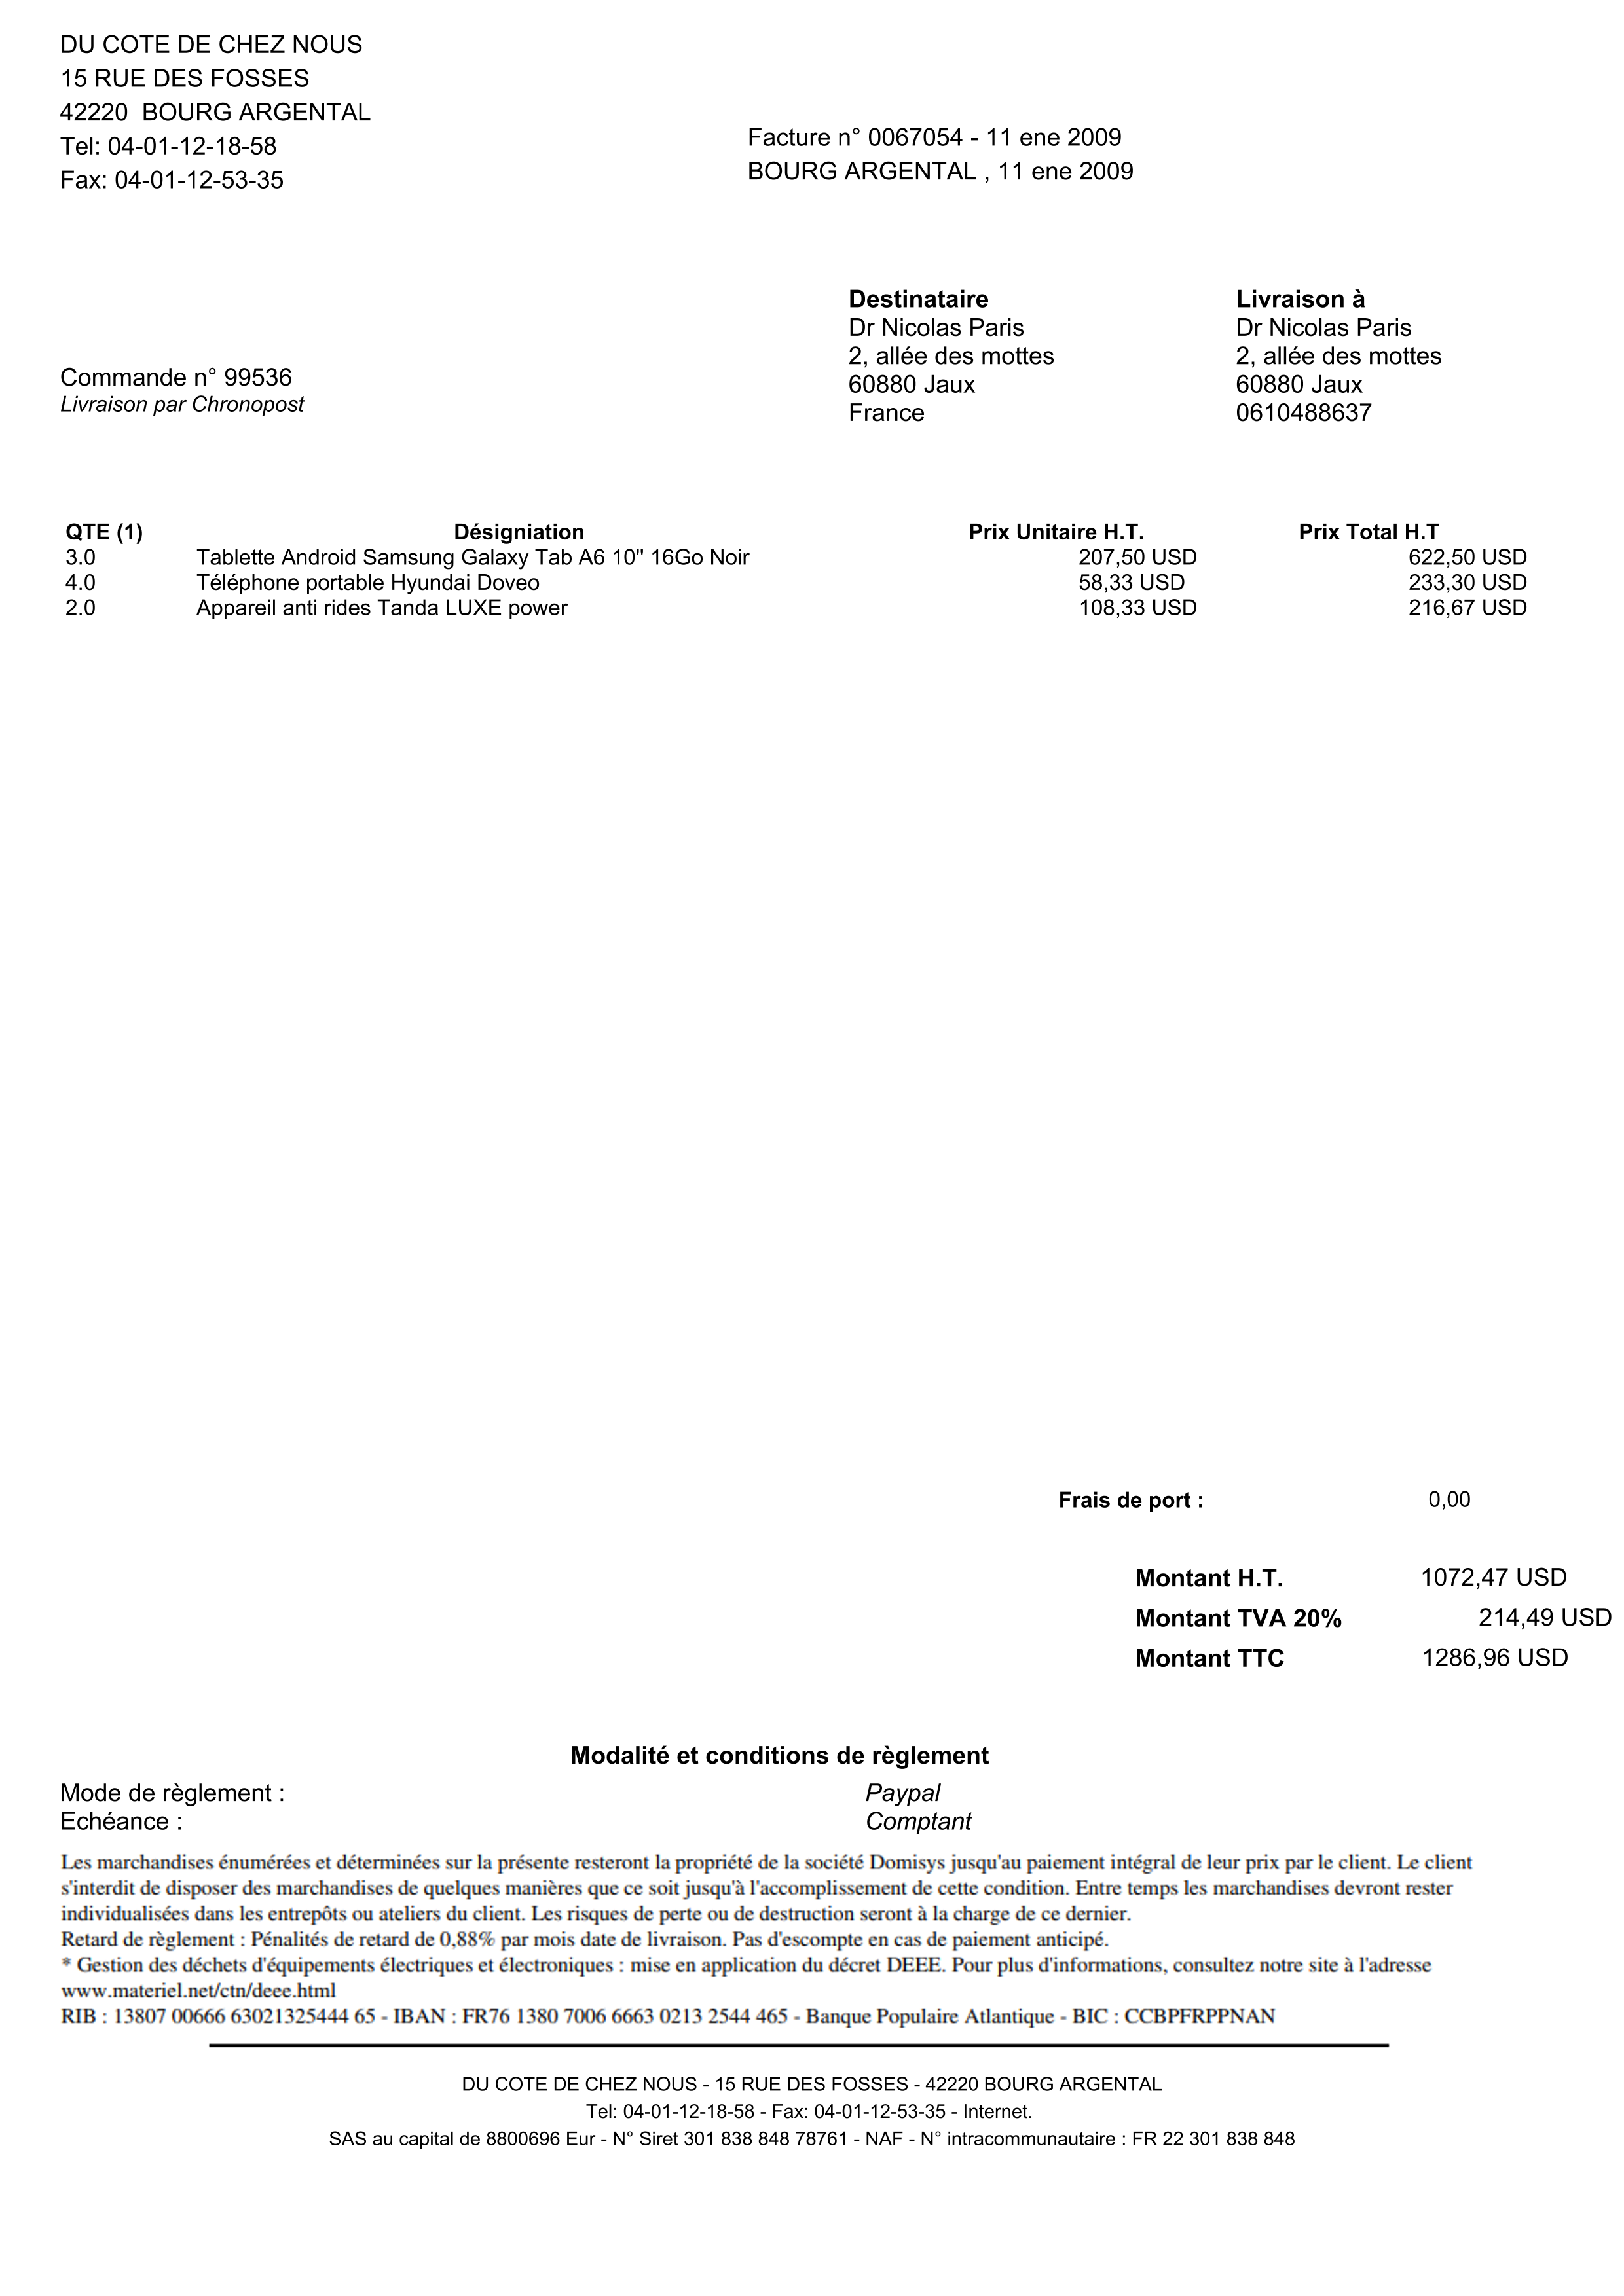 DU COTE DE CHEZ NOUS
15 RUE DES FOSSES
42220 BOURG ARGENTAL
Tel: 04-01-12-18-58
Fax: 04-01-12-53-35
Facture n° 0067054 - 11 ene 2009
BOURG ARGENTAL , 11 ene 2009
Commande n° 99536
Livraison par Chronopost
Destinataire
Dr Nicolas Paris
2, allée des mottes
60880 Jaux
France
Livraison à
Dr Nicolas Paris
2, allée des mottes
60880 Jaux
0610488637
QTE (1) Désigniation Prix Unitaire H.T. Prix Total H.T
3.0 Tablette Android Samsung Galaxy Tab A6 10" 16Go Noir 207,50 USD 622,50 USD
4.0 Téléphone portable Hyundai Doveo 58,33 USD 233,30 USD
2.0 Appareil anti rides Tanda LUXE power 108,33 USD 216,67 USD
Frais de port : 0,00
Montant H.T. 1072,47 USD
Montant TVA 20% 214,49 USD
Montant TTC 1286,96 USD
Modalité et conditions de règlement
Mode de règlement : Paypal
Echéance : Comptant
Les marchandises énumérées et déterminées sur la présente resteront la propriété de la société Domisys jusqu'au paiement intégral de leur prix par le client. Le client
s'interdit de disposer des marchandises de quelques manières que ce soit jusqu'à l'accomplissement de cette condition. Entre temps les marchandises devront rester
individualisées dans les entrepôts ou ateliers du client. Les risques de perte ou de destruction seront à la charge de ce dernier.
Retard de règlement : Pénalités de retard de 0,88% par mois date de livraison. Pas d'escompte en cas de paiement anticipé.
* Gestion des déchets d'équipements électriques et électroniques : mise en application du décret DEEE. Pour plus d'informations, consultez notre site à l'adresse
www.materiel.net/ctn/deee.html
RIB : 13807 00666 63021325444 65 - IBAN : FR76 1380 7006 6663 0213 2544 465 - Banque Populaire Atlantique - BIC : CCBPFRPPNAN
DU COTE DE CHEZ NOUS - 15 RUE DES FOSSES - 42220 BOURG ARGENTAL
Tel: 04-01-12-18-58 - Fax: 04-01-12-53-35 - Internet.
SAS au capital de 8800696 Eur - N° Siret 301 838 848 78761 - NAF - N° intracommunautaire : FR 22 301 838 848